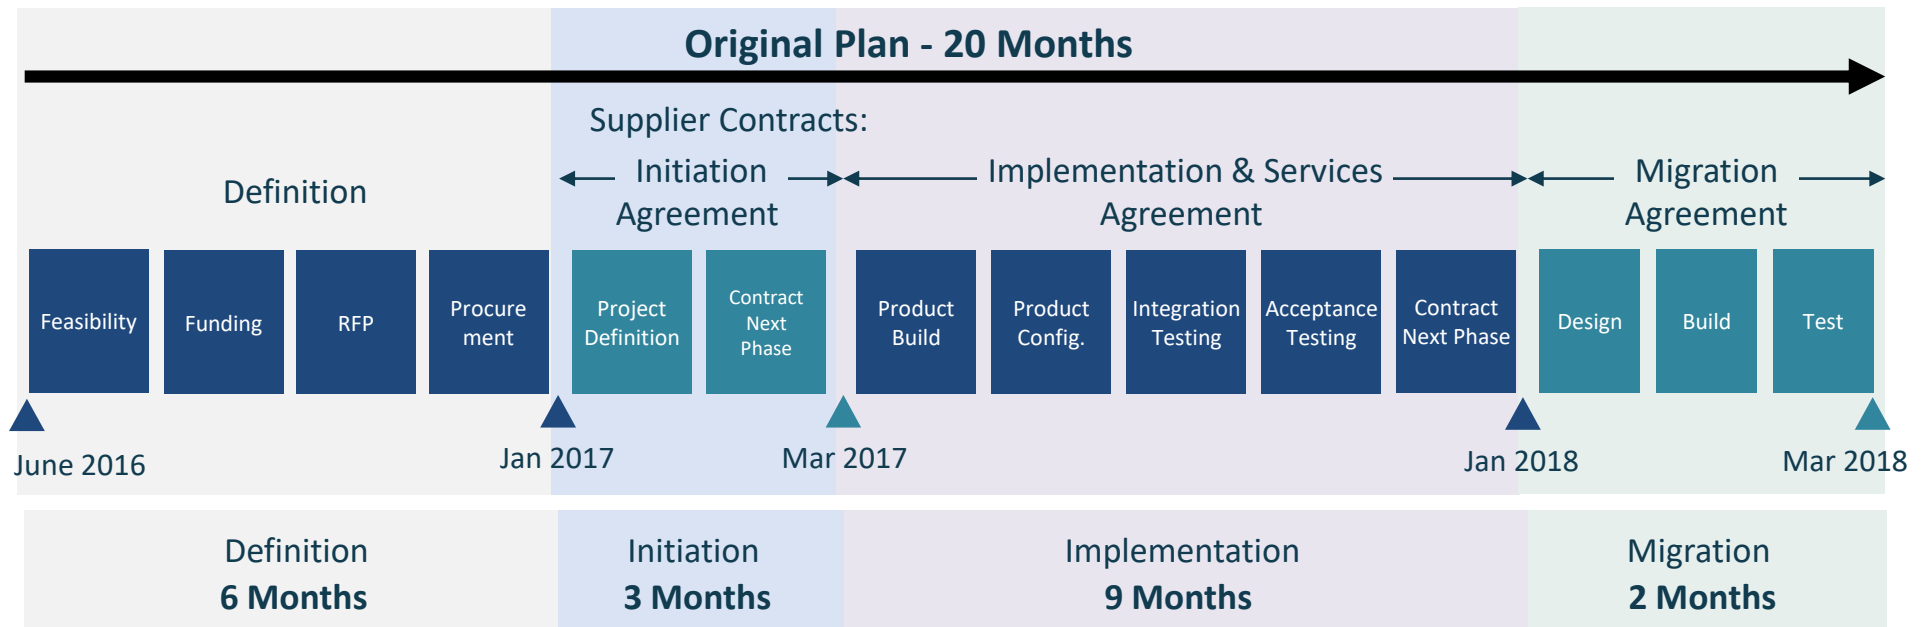 Original Plan - 20 Months
Supplier Contracts:
Definition
Initiation
Agreement
Implementation & Services
Agreement
Migration
Agreement
Feasibility
Funding
RFP
Procure
ment
Project
Definition
Contract
Next
Phase
Product
Build
Product
Config.
Integration
Testing
Acceptance
Testing
Contract
Next Phase
Design
Build
Test
June 2016
Jan 2017
Mar 2017
Jan 2018
Mar 2018
Definition
6 Months
Initiation
3 Months
Implementation
9 Months
Migration
2 Months